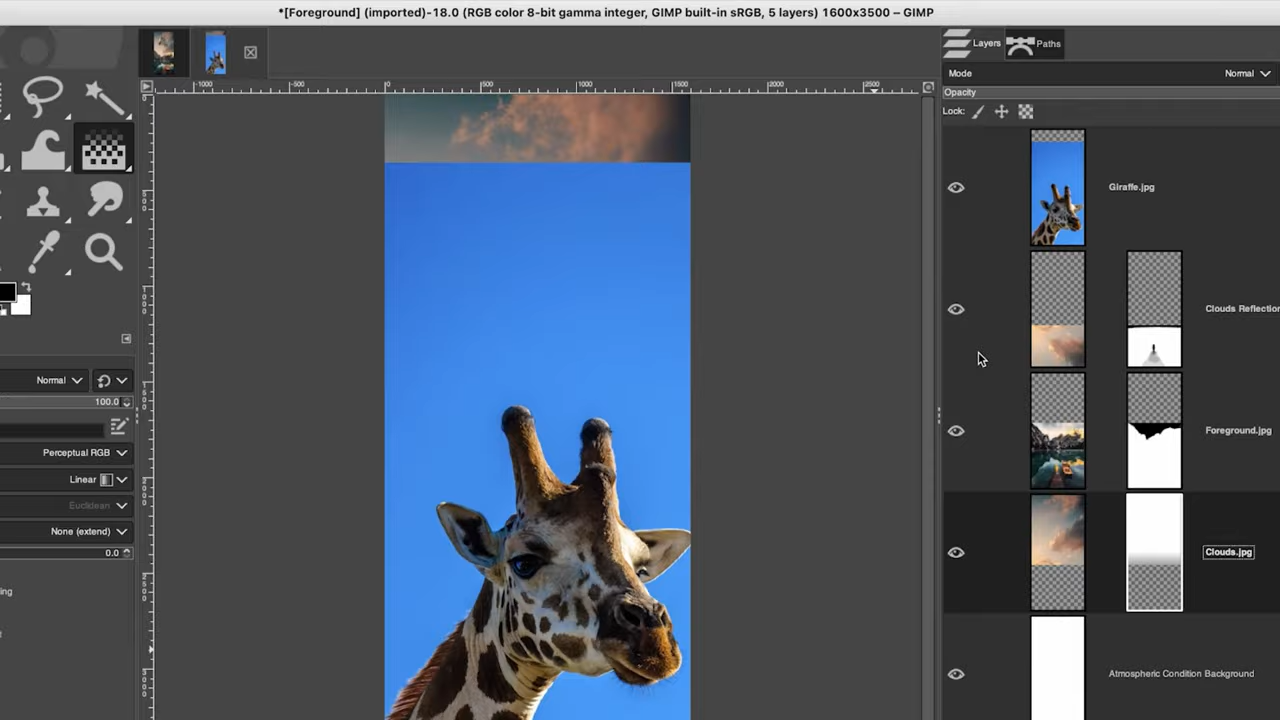 *[Foreground] (imported)-18.0 (RGB color 8-bit gamma integer, GIMP built-in sRGB, 5 layers) 1600x3500 – GIMP
Layers
Paths
-1000
-500
0
500
1000
1500
2000
2500
Mode
Normal
Opacity
Lock:
Giraffe.jpg
Clouds Reflection
Foreground.jpg
Clouds.jpg
Atmospheric Condition Background
Normal
100.0
Perceptual RGB
Linear
Euclidean
None (extend)
0.0
ing